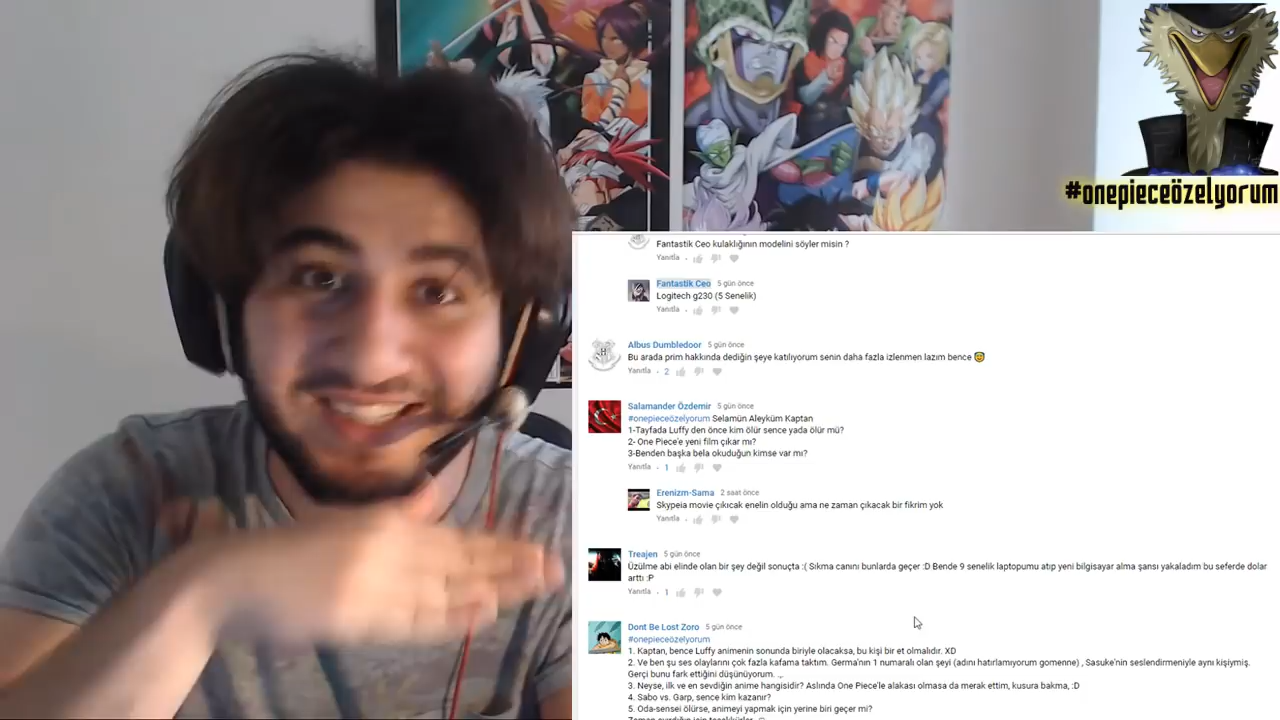 #onepieceözelyorum
Fantastik Ceo kulaklığının modelini söyler misin ?
Yanıtla
Fantastik Ceo 5 gün önce
Logitech g230 (5 Senelik)
Yanıtla
Albus Dumbledoor 5 gün önce
Bu arada prim hakkında dediğin şeye katılıyorum senin daha fazla izlenmen lazım bence 😇
Yanıtla 2
Salamander Özdemir 5 gün önce
#onepieceözelyorum Selamün Aleyküm Kaptan
1-Tayfada Luffy den önce kim ölür sence yada ölür mü?
2- One Piece'e yeni film çıkar mı?
3-Benden başka bela okuduğun kimse var mı?
Yanıtla 1
Erenizm-Sama 2 saat önce
Skypeia movie çıkıcak enelin olduğu ama ne zaman çıkacak bir fikrim yok
Yanıtla
Treajen 5 gün önce
Üzülme abi elinde olan bir şey değil sonuçta :( Sıkma canını bunlarda geçer :D Bende 9 senelik laptopumu atıp yeni bilgisayar alma şansı yakaladım bu seferde dolar
arttı :P
Yanıtla 1
Dont Be Lost Zoro 5 gün önce
#onepieceözelyorum
1. Kaptan, bence Luffy animenin sonunda biriyle olacaksa, bu kişi bir et olmalıdır. XD
2. Ve ben şu ses olaylarını çok fazla kafama taktım. Germa'nın 1 numaralı olan şeyi (adını hatırlamıyorum gomenne) , Sasuke'nin seslendirmeniyle aynı kişiymiş.
Gerçi bunu fark ettiğini düşünüyorum. ._.
3. Neyse, ilk ve en sevdiğin anime hangisidir? Aslında One Piece'le alakası olmasa da merak ettim, kusura bakma, :D
4. Sabo vs. Garp, sence kim kazanır?
5. Oda-sensei ölürse, animeyi yapmak için yerine biri geçer mi?